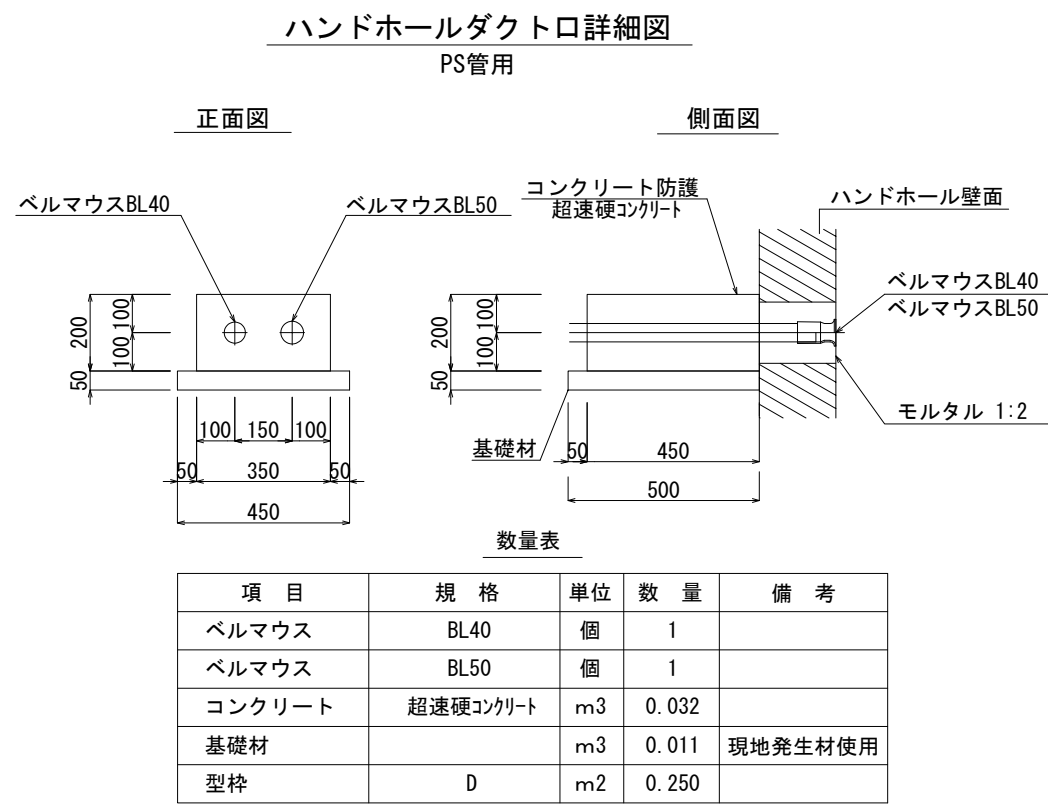 ハンドホールダクト口詳細図
PS管用
正面図
側面図
ベルマウスBL40
ベルマウスBL50
コンクリート防護
超速硬コンクリート
ハンドホール壁面
ベルマウスBL40
ベルマウスBL50
モルタル 1:2
基礎材
200
100
100
50
100
150
100
50
350
50
450
200
100
100
50
50
450
500
数量表
項 目 規 格 単位 数 量 備 考
ベルマウス BL40 個 1
ベルマウス BL50 個 1
コンクリート 超速硬コンクリート m3 0.032
基礎材 m3 0.011 現地発生材使用
型枠 D m2 0.250